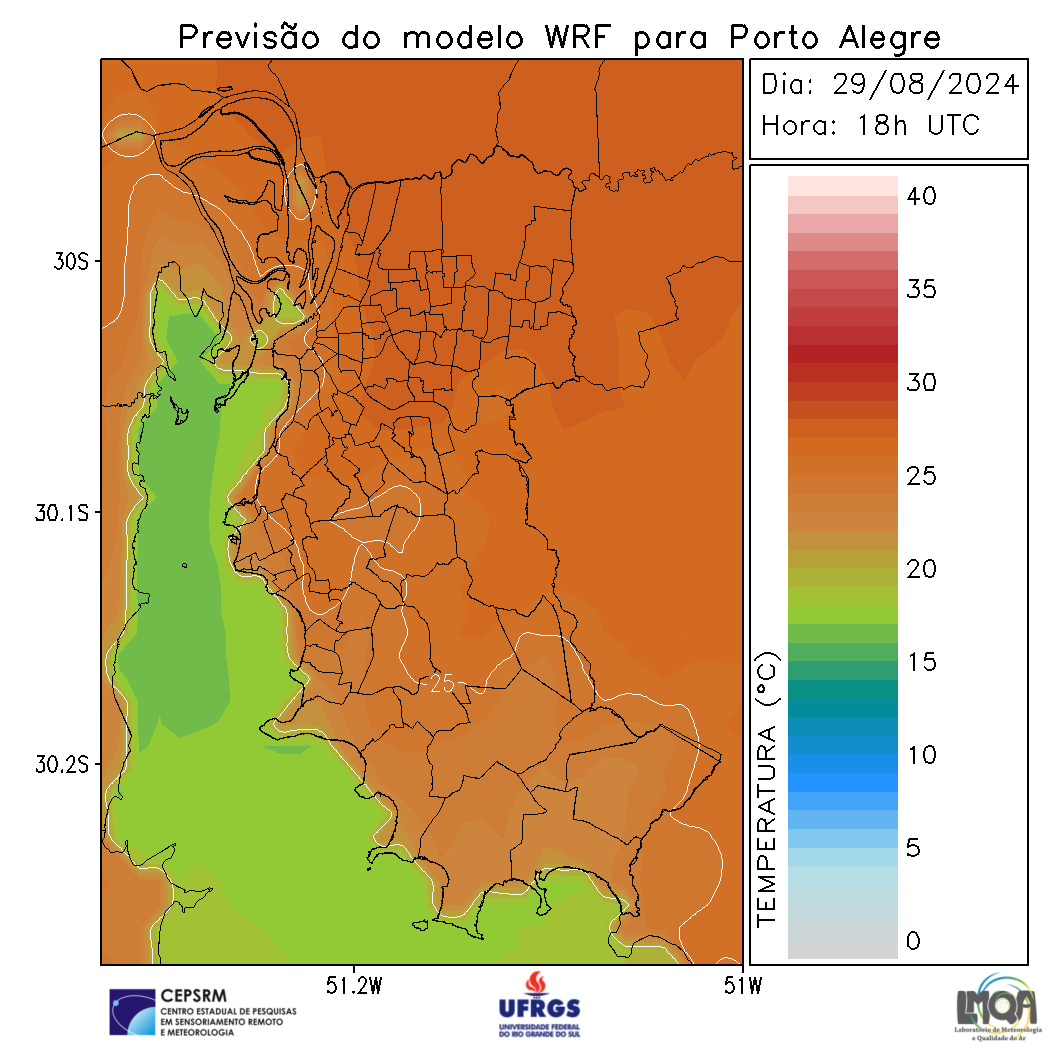 Previsão do modelo WRF para Porto Alegre
Dia: 29/08/2024
Hora: 18h UTC
30S
30.1S
30.2S
51.2W
51W
25
TEMPERATURA (°C)
40
35
30
25
20
15
10
5
0
CEPSRM
CENTRO ESTADUAL DE PESQUISAS
EM SENSORIAMENTO REMOTO
E METEOROLOGIA
UFRGS
UNIVERSIDADE FEDERAL
DO RIO GRANDE DO SUL
LMQA
Laboratório de Meteorologia
e Qualidade do Ar